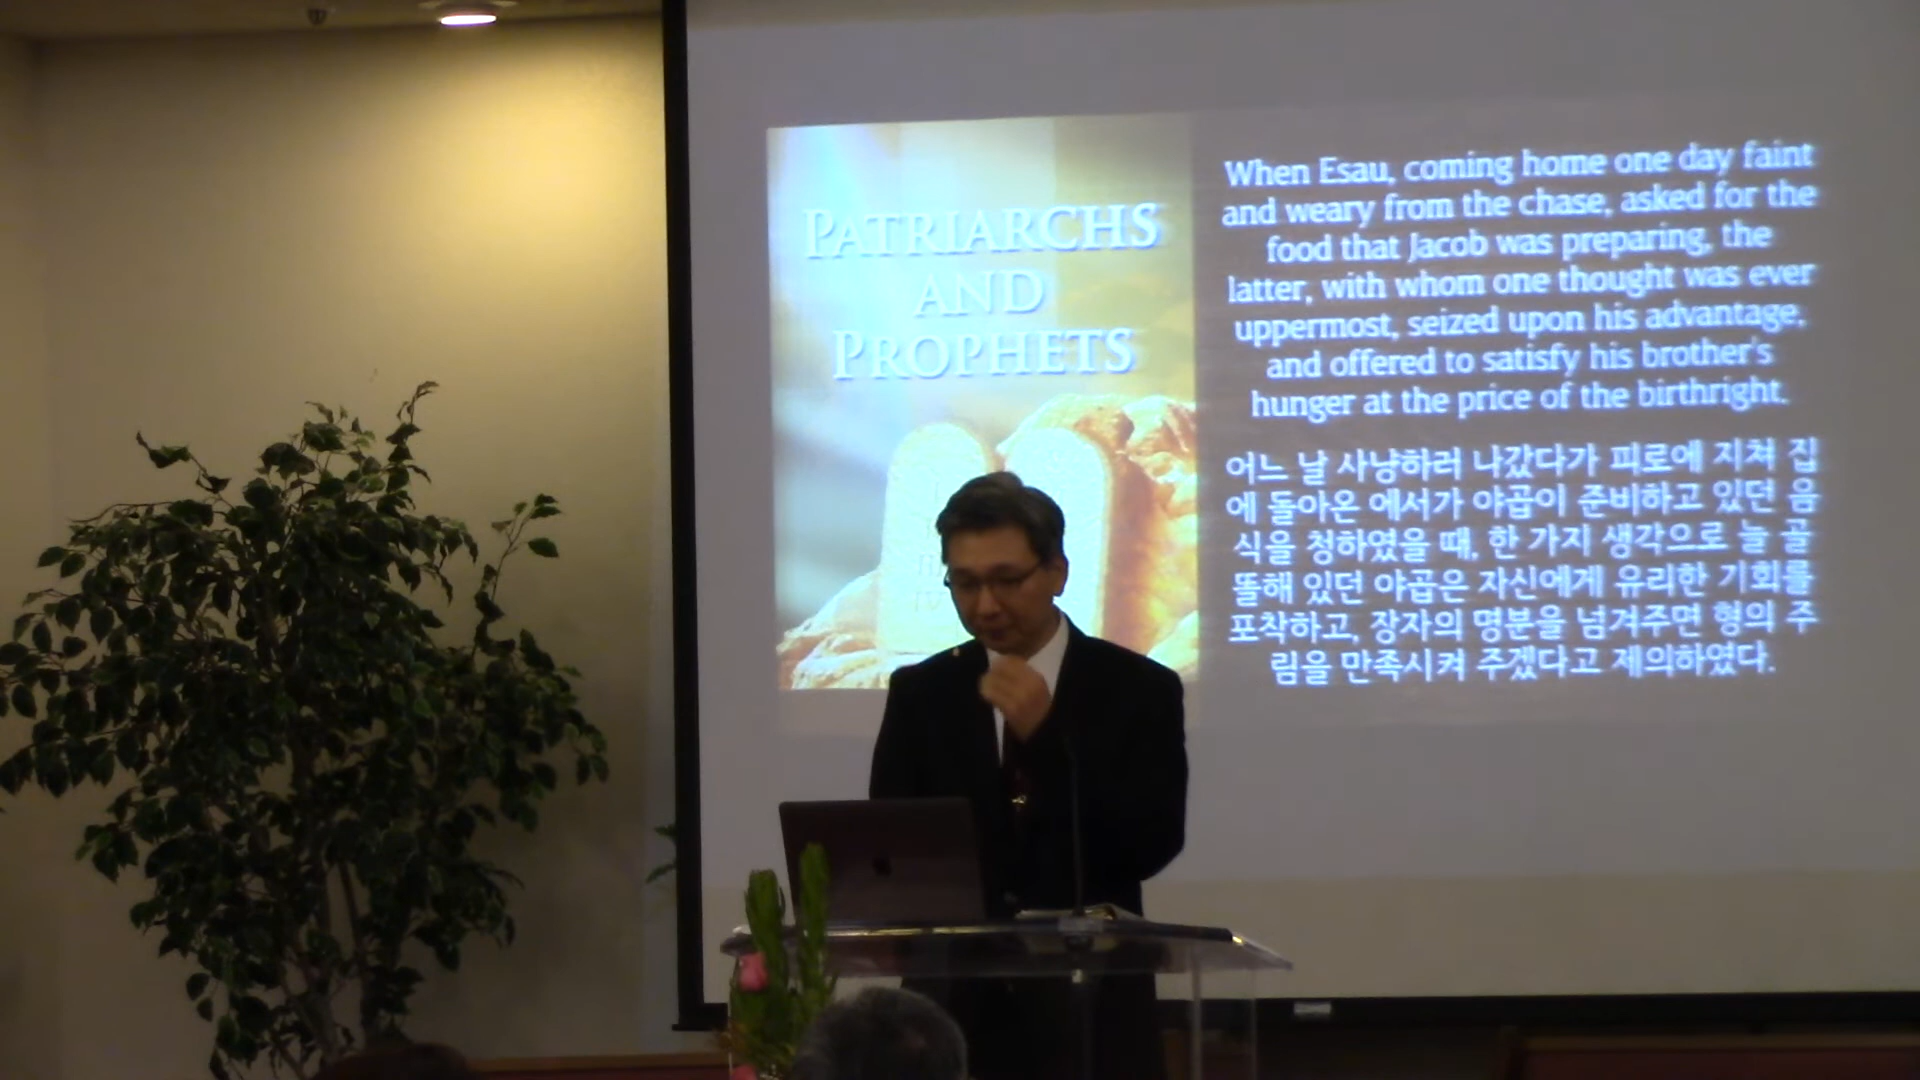 PATRIARCHS
AND
PROPHETS
When Esau, coming home one day faint
and weary from the chase, asked for the
food that Jacob was preparing, the
latter, with whom one thought was ever
uppermost, seized upon his advantage,
and offered to satisfy his brother's
hunger at the price of the birthright.
어느 날 사냥하러 나갔다가 피로에 지쳐 집
에 돌아온 에서가 야곱이 준비하고 있던 음
식을 청하였을 때, 한 가지 생각으로 늘 골
똘해 있던 야곱은 자신에게 유리한 기회를
포착하고, 장자의 명분을 넘겨주면 형의 주
림을 만족시켜 주겠다고 제의하였다.